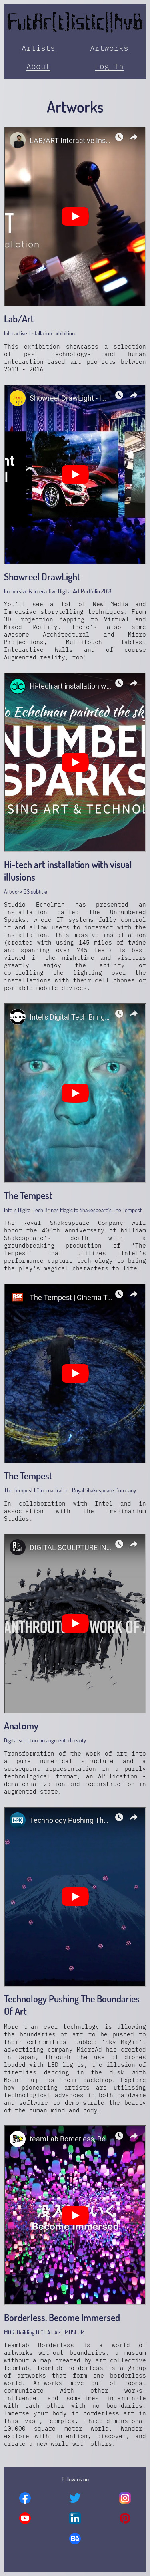 FutAr[t]istic||hub
Artists
Artworks
About
Log In
Artworks
LAB/ART Interactive Ins...
Lab/Art
Interactive Installation Exhibition
This exhibition showcases a selection
of past technology- and human
interaction-based art projects between
2013 - 2016
Showreel DrawLight - I...
Showreel DrawLight
Immersive & Interactive Digital Art Portfolio 2018
You'll see a lot of New Media and
Immersive storytelling techniques. From
3D Projection Mapping to Virtual and
Mixed Reality. There's also some
awesome Architectural and Micro
Projections, Multitouch Tables,
Interactive Walls and of course
Augmented reality, too!
Hi-tech art installation w...
o Echelman painted the sky
NUMBER
SPARKS
SING ART & TECHNOL
Hi-tech art installation with visual
illusions
Artwork 03 subtitle
Studio Echelman has presented an
installation called the Unnumbered
Sparks, where IT systems fully control
it and allow users to interact with the
installation. This massive installation
(created with using 145 miles of twine
and spanning over 745 feet) is best
viewed in the nighttime and visitors
greatly enjoy the ability of
controlling the lighting over the
installations with their cell phones or
portable mobile devices.
Intel's Digital Tech Bring...
The Tempest
Intel's Digital Tech Brings Magic to Shakespeare's The Tempest
The Royal Shakespeare Company will
honor the 400th anniversary of William
Shakespeare's death with a
groundbreaking production of 'The
Tempest' that utilizes Intel's
performance capture technology to bring
the play's magical characters to life.
RSC
The Tempest | Cinema T...
The Tempest
The Tempest | Cinema Trailer | Royal Shakespeare Company
In collaboration with Intel and in
association with The Imaginarium
Studios.
DIGITAL SCULPTURE IN...
ANTHROUTE
WORK OF A
Anatomy
Digital sculpture in augmented reality
Transformation of the work of art into
a pure numerical structure and a
subsequent representation in a purely
technological format, an APPlication -
dematerialization and reconstruction in
augmented state.
Technology Pushing Th...
Technology Pushing The Boundaries
Of Art
More than ever technology is allowing
the boundaries of art to be pushed to
their extremities. Dubbed 'Sky Magic',
advertising company MicroAd has created
in Japan, through the use of drones
loaded with LED lights, the illusion of
fireflies dancing in the dusk with
Mount Fuji as their backdrop. Explore
how pioneering artists are utilising
technological advances in both hardware
and software to demonstrate the beauty
of the human mind and body.
teamLab Borderless, Be...
Become Immersed
Borderless, Become Immersed
MORI Building DIGITAL ART MUSEUM
teamLab Borderless is a world of
artworks without boundaries, a museum
without a map created by art collective
teamLab. teamLab Borderless is a group
of artworks that form one borderless
world. Artworks move out of rooms,
communicate with other works,
influence, and sometimes intermingle
with each other with no boundaries.
Immerse your body in borderless art in
this vast, complex, three-dimensional
10,000 square meter world. Wander,
explore with intention, discover, and
create a new world with others.
Follow us on